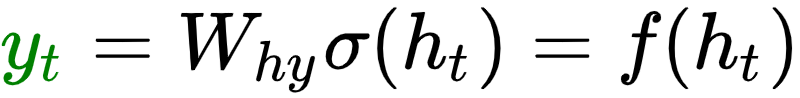 y_t = W_{hy}σ(h_t) = f(h_t)